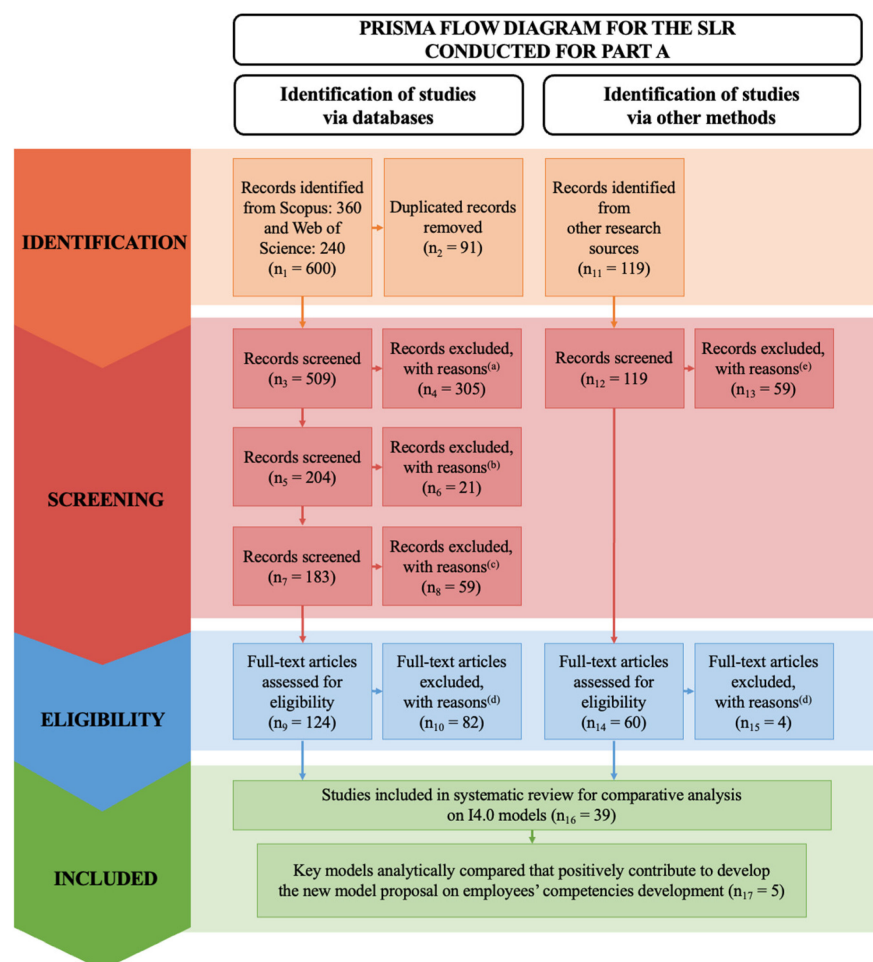 PRISMA FLOW DIAGRAM FOR THE SLR
CONDUCTED FOR PART A
Identification of studies
via databases
Identification of studies
via other methods
IDENTIFICATION
Records identified
from Scopus: 360
and Web of
Science: 240
(n₁ = 600)
Duplicated records
removed
(n₂ = 91)
Records identified
from
other research
sources
(n₁₁ = 119)
SCREENING
Records screened
(n₃ = 509)
Records excluded,
with reasons⁽ᵃ⁾
(n₄ = 305)
Records screened
(n₁₂ = 119
Records excluded,
with reasons⁽ᵉ⁾
(n₁₃ = 59)
Records screened
(n₅ = 204)
Records excluded,
with reasons⁽ᵇ⁾
(n₆ = 21)
Records screened
(n₇ = 183)
Records excluded,
with reasons⁽ᶜ⁾
(n₈ = 59)
ELIGIBILITY
Full-text articles
assessed for
eligibility
(n₉ = 124)
Full-text articles
excluded,
with reasons⁽ᵈ⁾
(n₁₀ = 82)
Full-text articles
assessed for
eligibility
(n₁₄ = 60)
Full-text articles
excluded,
with reasons⁽ᵈ⁾
(n₁₅ = 4)
INCLUDED
Studies included in systematic review for comparative analysis
on I4.0 models (n₁₆ = 39)
Key models analytically compared that positively contribute to develop
the new model proposal on employees’ competencies development (n₁₇ = 5)